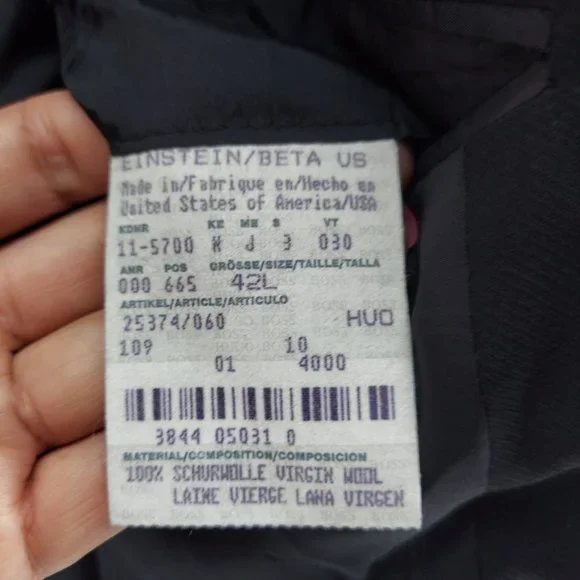 EINSTEIN/BETA US
Made in/Fabrique en/Hecho en
United States of America/USA
KDNR KE ME S VT
11-5700 K J 3 030
ANR POS GRÖSSE/SIZE/TAILLE/TALLA
000 665 42L
ARTIKEL/ARTICLE/ARTICULO
25374/060 HVO
109 10
01 4000
3844 05031 0
MATERIAL/COMPOSITION/COMPOSICION
100% SCHURWOLLE VIRGIN WOOL
LAINE VIERGE LANA VIRGEN